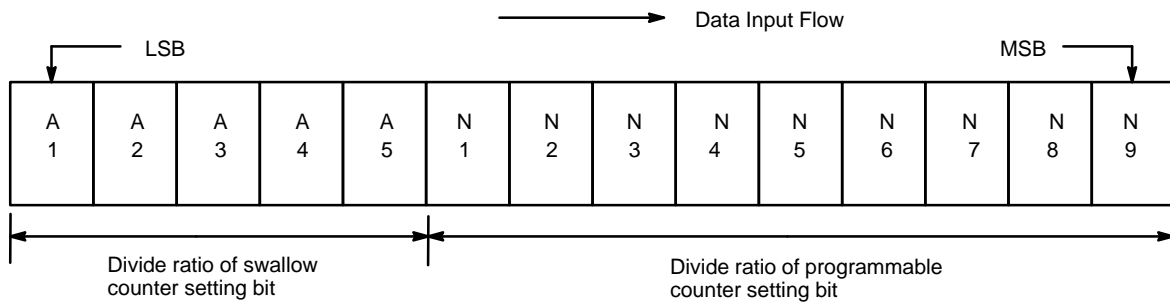 Data Input Flow
LSB
MSB
A A A A A N N N N N N N N N
1 2 3 4 5 1 2 3 4 5 6 7 8 9
Divide ratio of swallow
counter setting bit
Divide ratio of programmable
counter setting bit